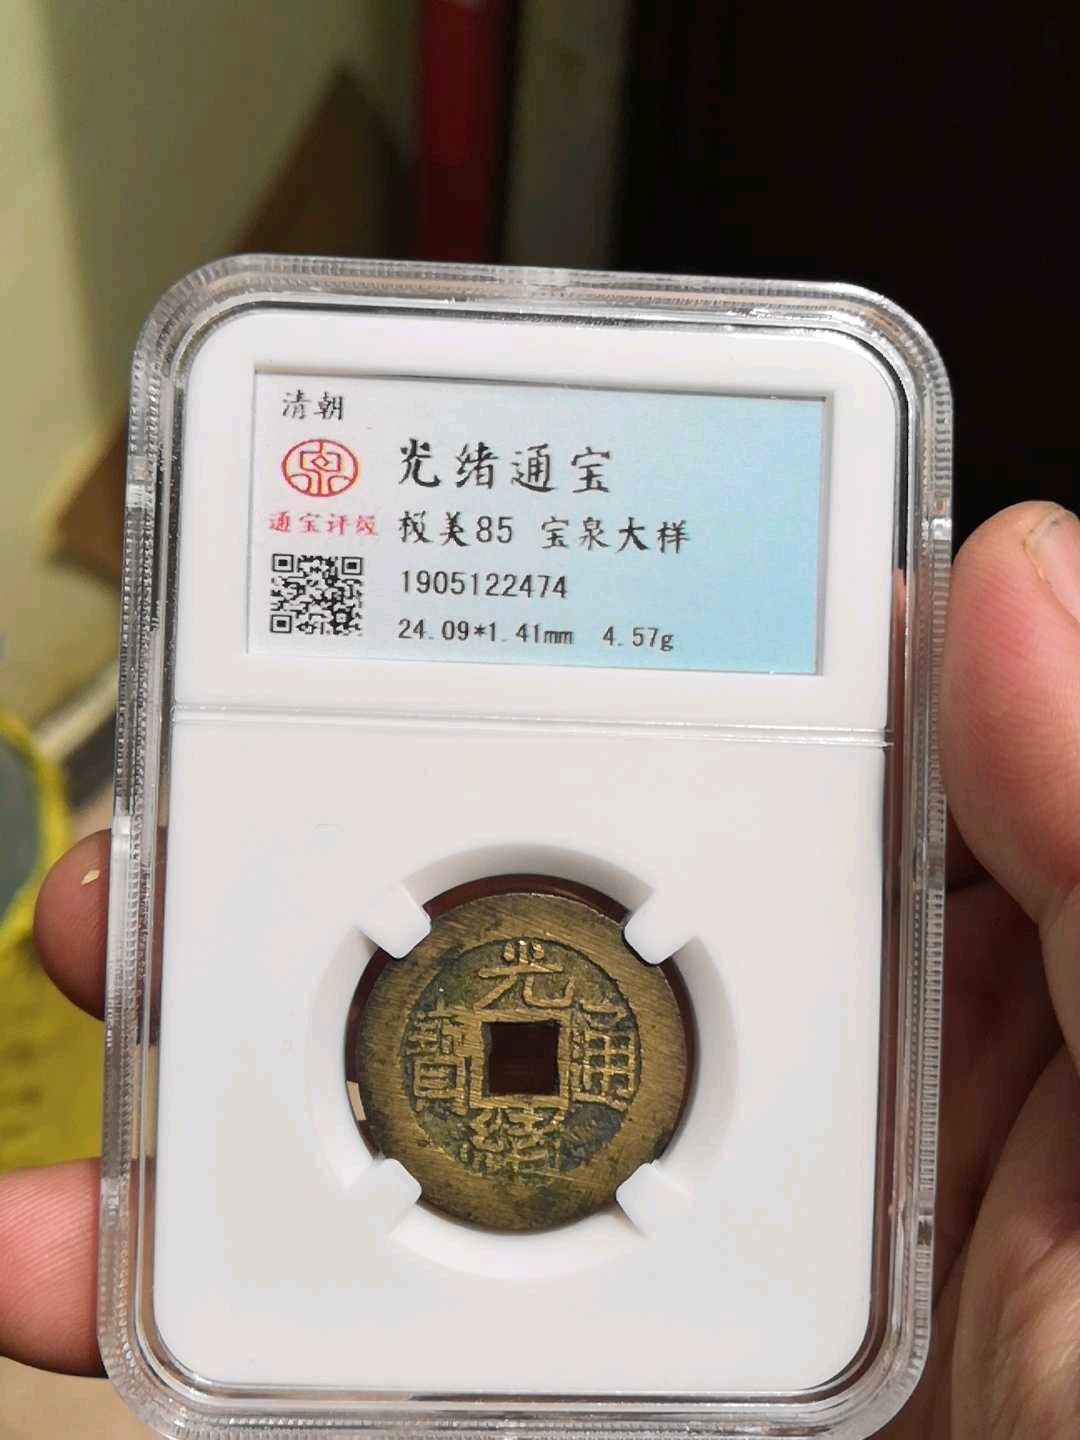 清朝
光绪通宝
通宝评级
极美85 宝泉大样
1905122474
24.09*1.41mm 4.57g
光
寶 通
緒